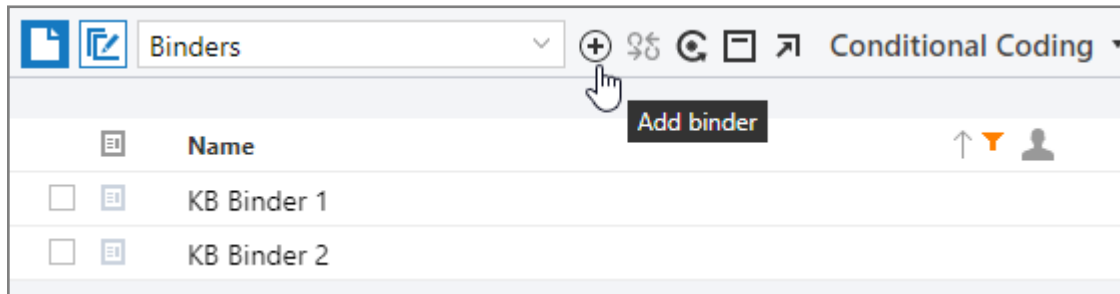 Binders
Conditional Coding
Add binder
Name
KB Binder 1
KB Binder 2